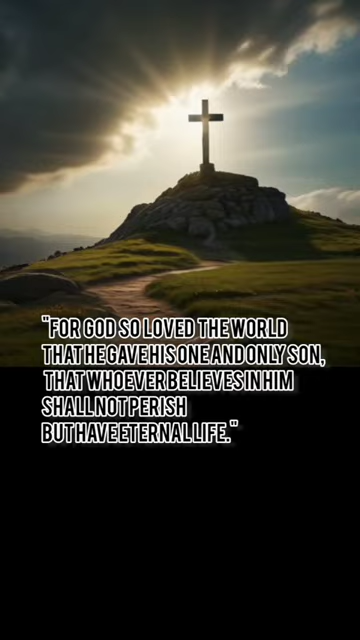 "FOR GOD SO LOVED THE WORLD
THAT HE GAVE HIS ONE AND ONLY SON,
THAT WHOEVER BELIEVES IN HIM
SHALL NOT PERISH
BUT HAVE ETERNAL LIFE."